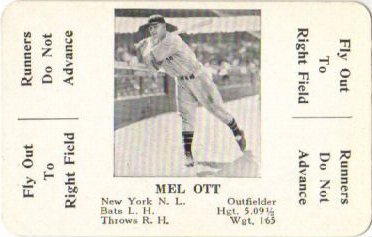 Runners
Do Not
Advance
Fly Out
To
Right Field
MEL OTT
New York N. L. Outfielder
Bats L. H. Hgt. 5.09½
Throws R. H. Wgt. 165
Fly Out
To
Right Field
Runners
Do Not
Advance